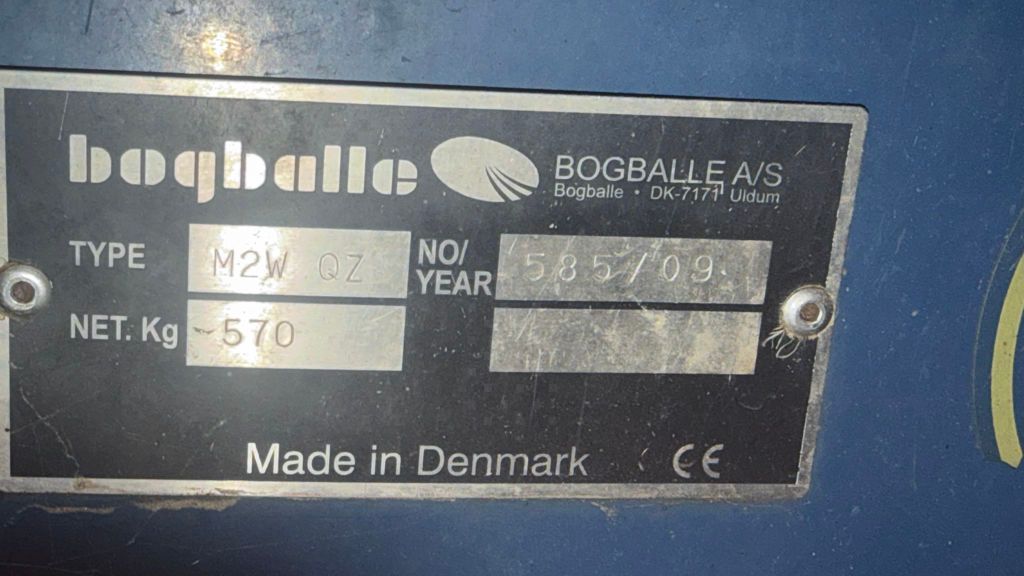 bogballe
BOGBALLE A/S
Bogballe · DK-7171 Uldum
TYPE M2W QZ NO/YEAR 585/09
NET. Kg 570
Made in Denmark CE